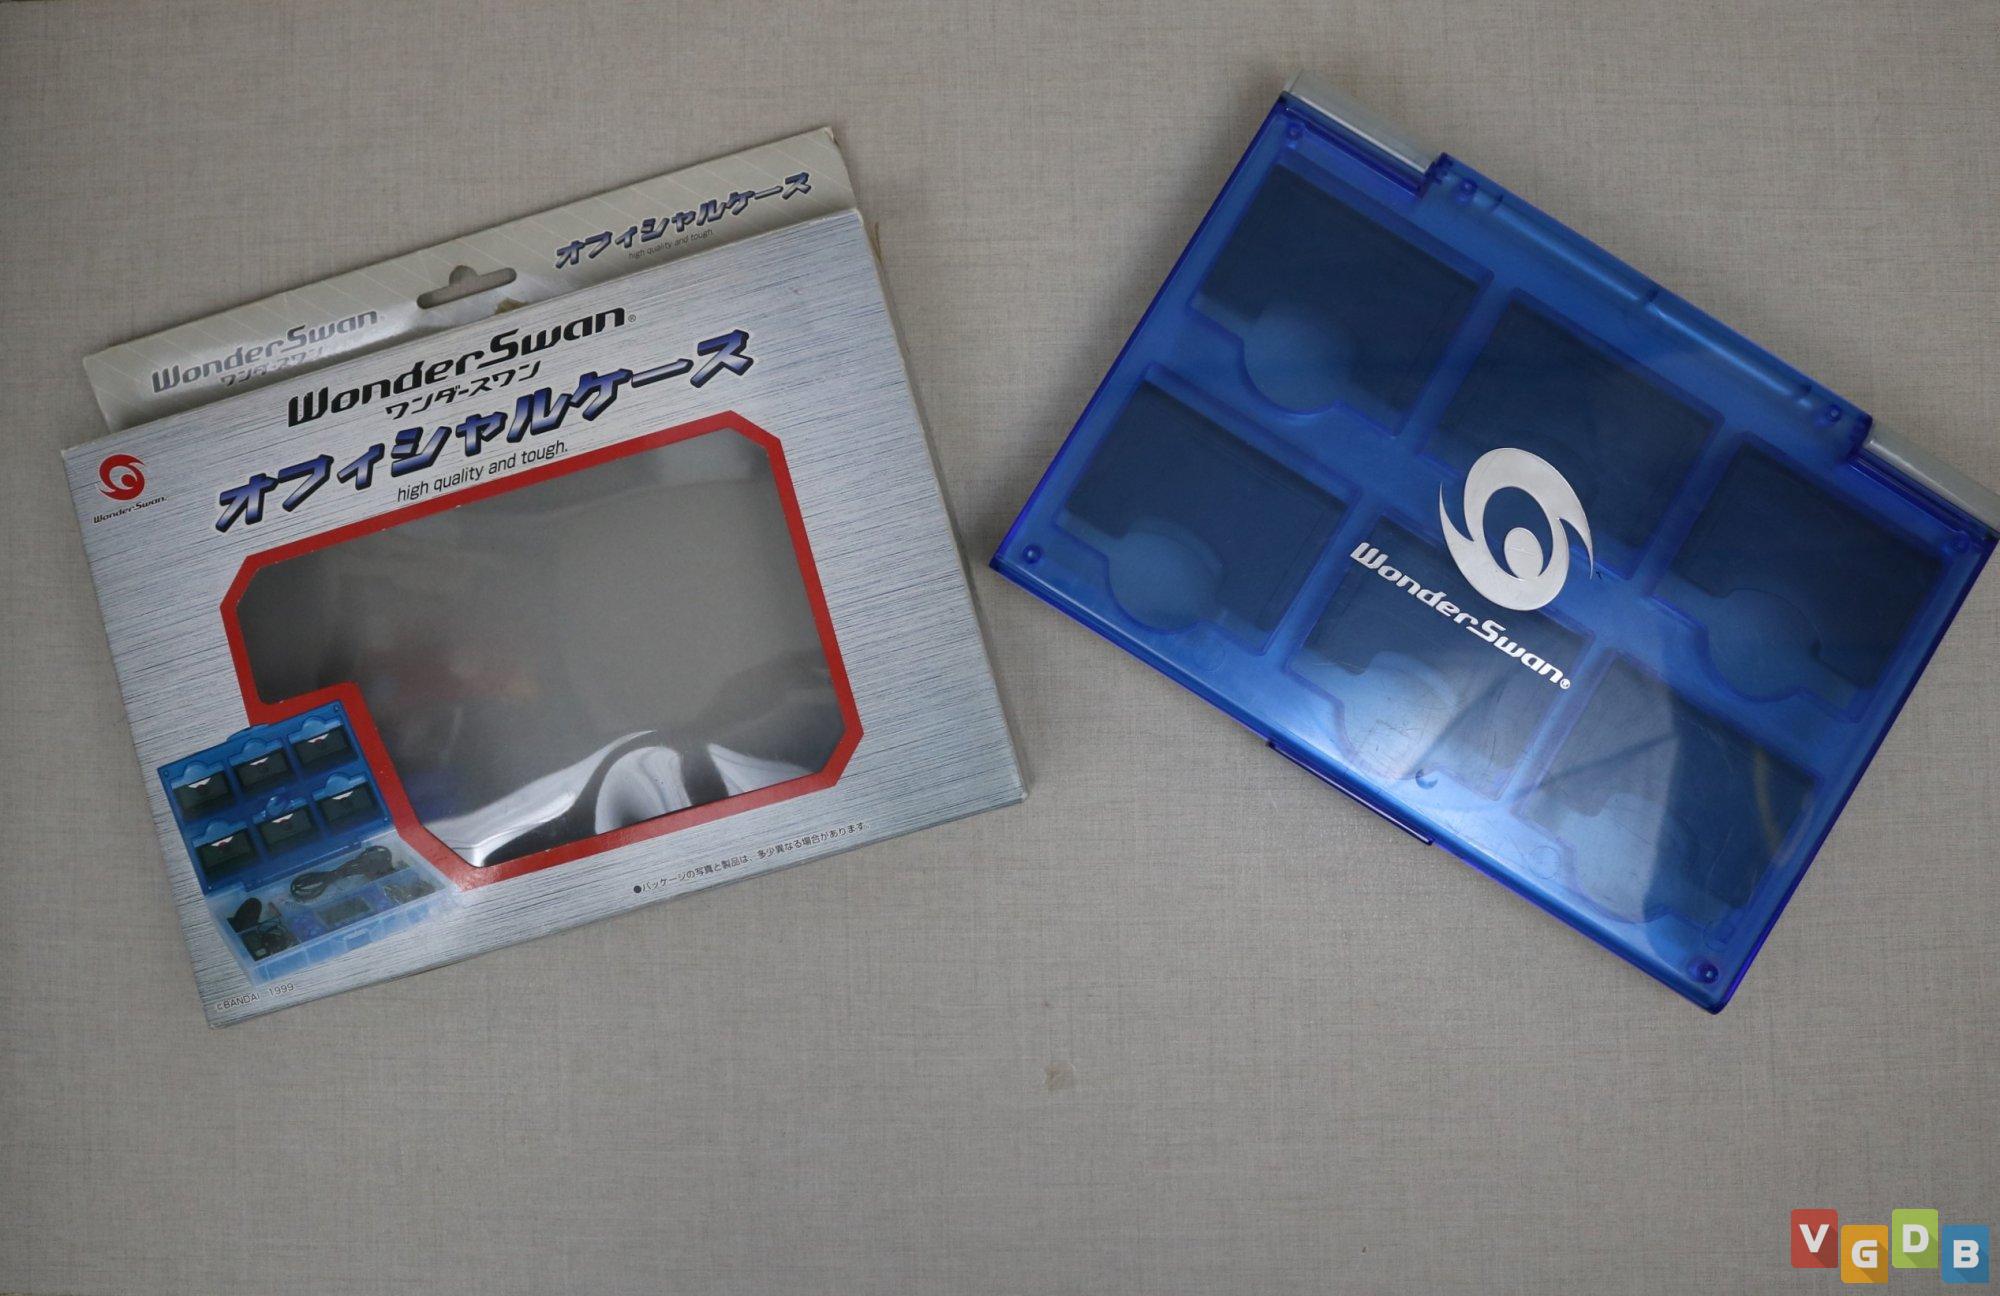 WonderSwan
ワンダースワン
オフィシャルケース
high quality and tough.
WonderSwan®
ワンダースワン
オフィシャルケース
high quality and tough.
WonderSwan.
●パッケージの写真と製品は、多少異なる場合があります。
©BANDAI 1999
WonderSwan®
VGDB